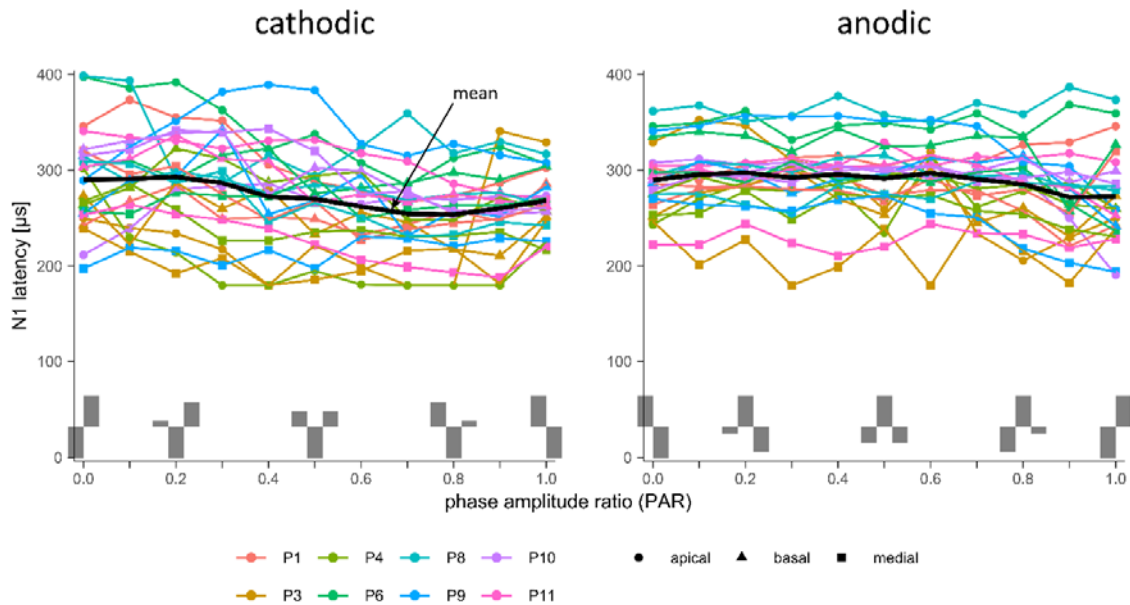 cathodic
anodic
mean
N1 latency [µs]
400
300
200
100
0
0.0 0.2 0.4 0.6 0.8 1.0
400
300
200
100
0
0.0 0.2 0.4 0.6 0.8 1.0
phase amplitude ratio (PAR)
P1 P4 P8 P10
P3 P6 P9 P11
apical basal medial